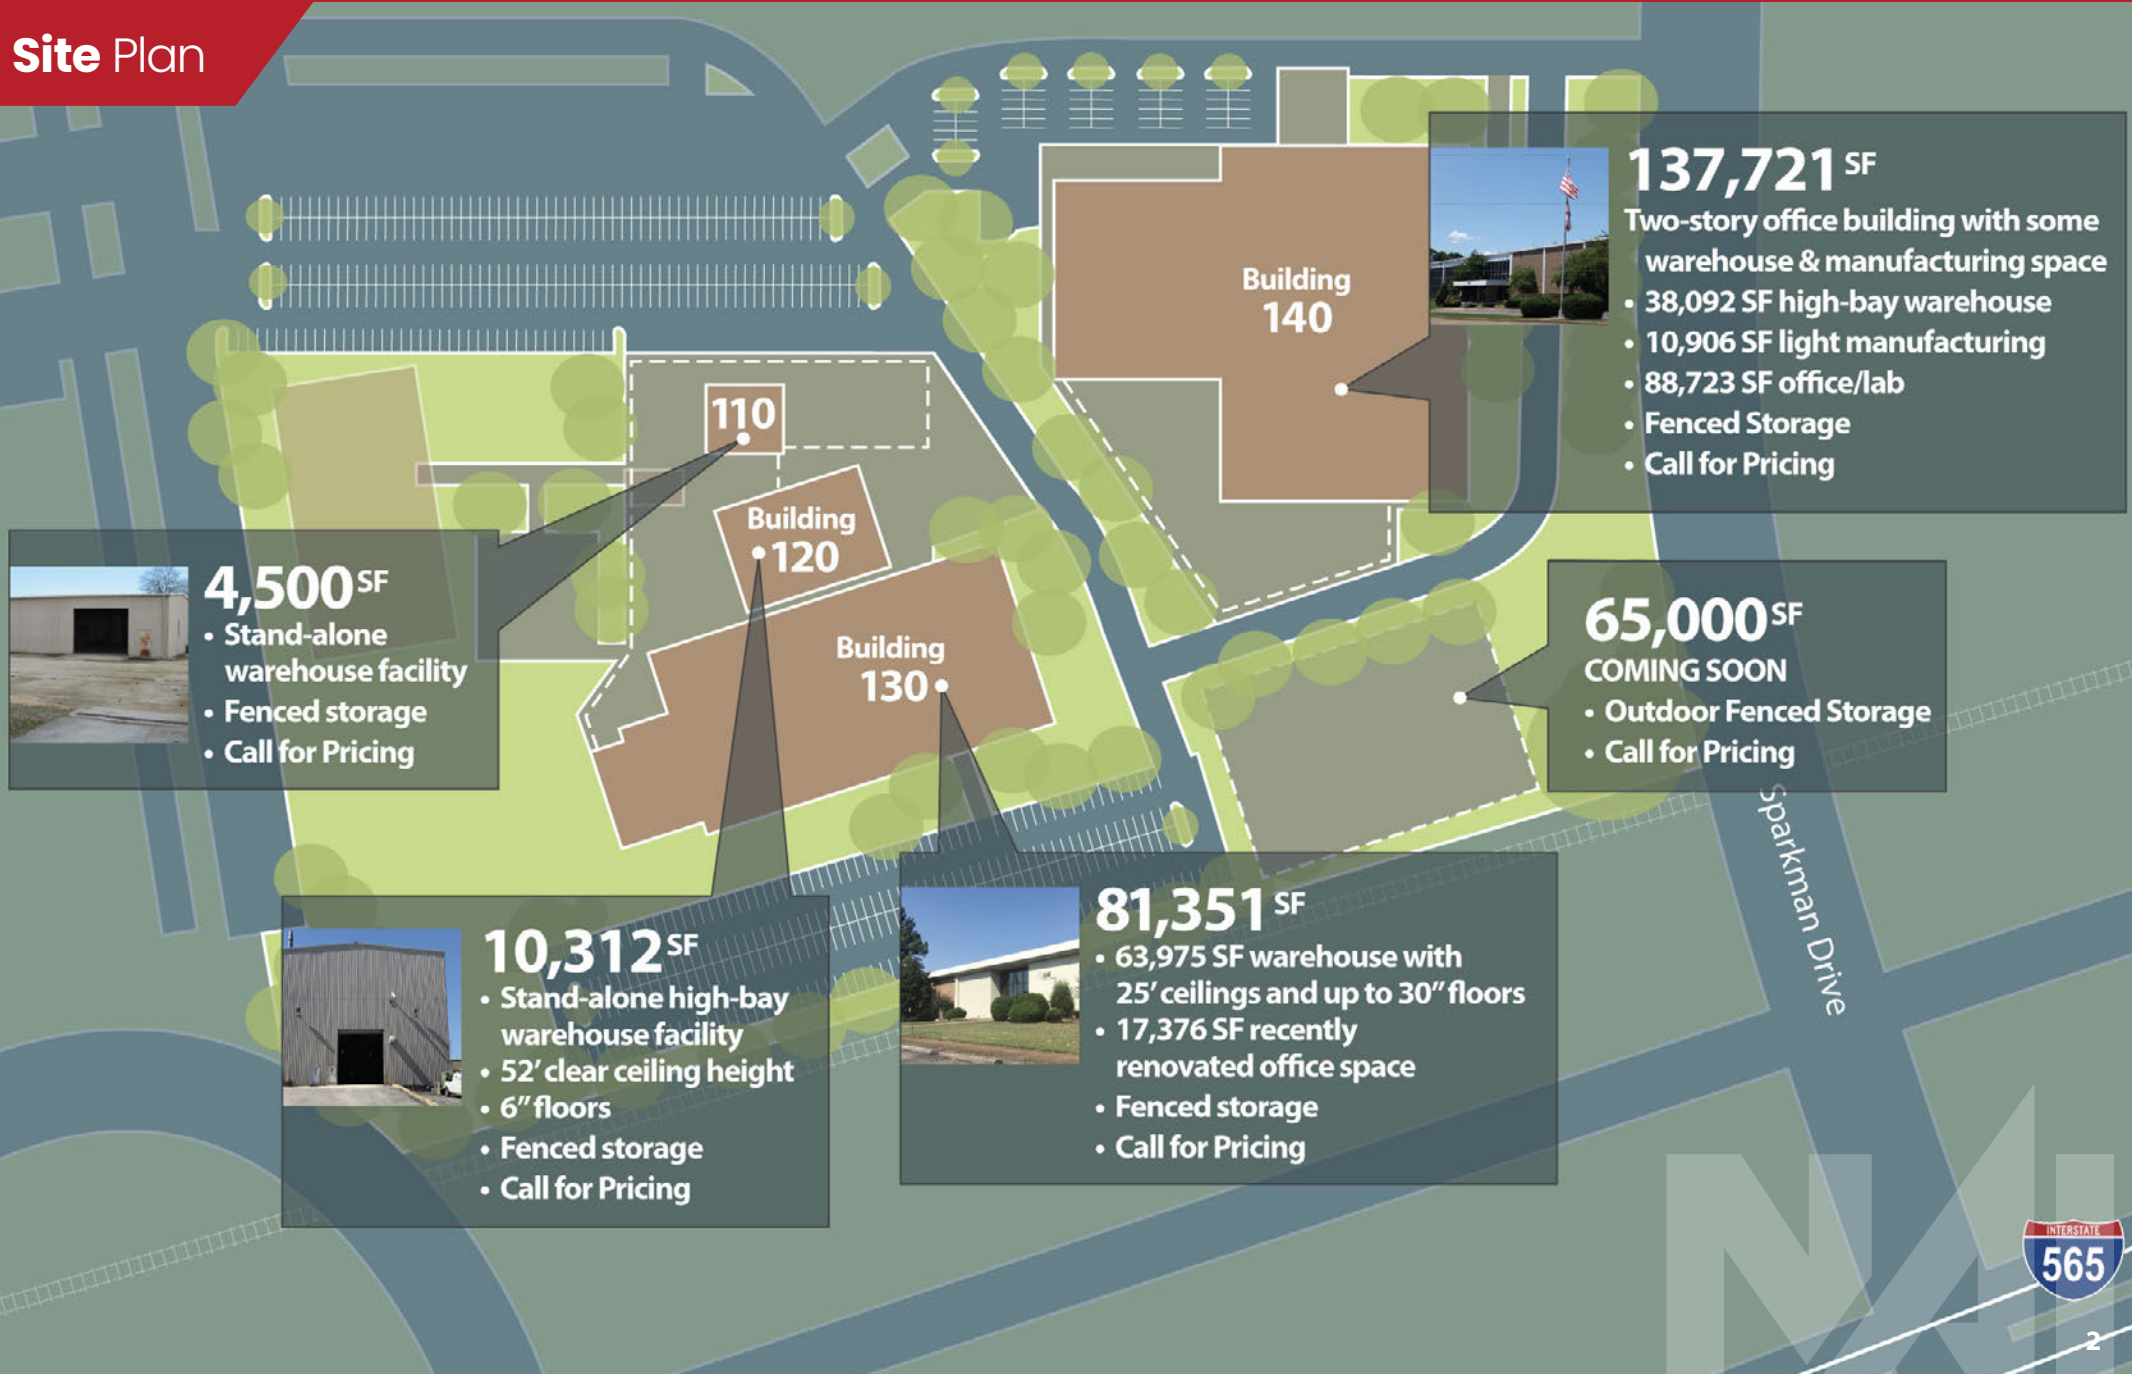 Site Plan
137,721 SF
Two-story office building with some
warehouse & manufacturing space
• 38,092 SF high-bay warehouse
• 10,906 SF light manufacturing
• 88,723 SF office/lab
• Fenced Storage
• Call for Pricing
Building
140
110
Building
120
Building
130
4,500 SF
• Stand-alone
warehouse facility
• Fenced storage
• Call for Pricing
65,000 SF
COMING SOON
• Outdoor Fenced Storage
• Call for Pricing
Sparkman Drive
10,312 SF
• Stand-alone high-bay
warehouse facility
• 52’ clear ceiling height
• 6” floors
• Fenced storage
• Call for Pricing
81,351 SF
• 63,975 SF warehouse with
25’ ceilings and up to 30” floors
• 17,376 SF recently
renovated office space
• Fenced storage
• Call for Pricing
NAI
INTERSTATE
565
2